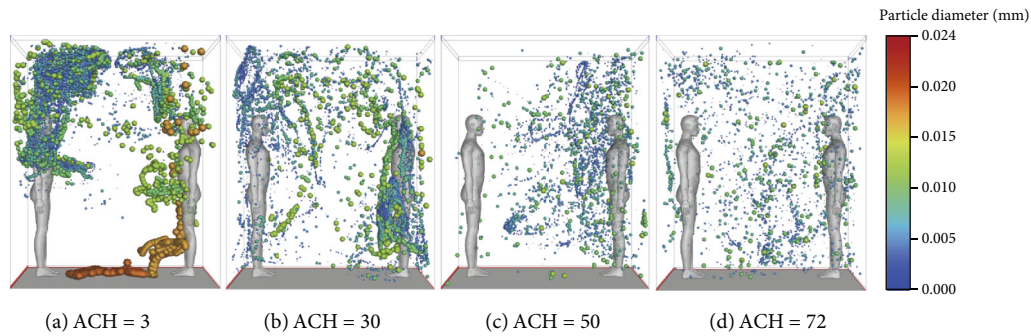 Particle diameter (mm)
0.024
0.020
0.015
0.010
0.005
0.000
(a) ACH = 3
(b) ACH = 30
(c) ACH = 50
(d) ACH = 72